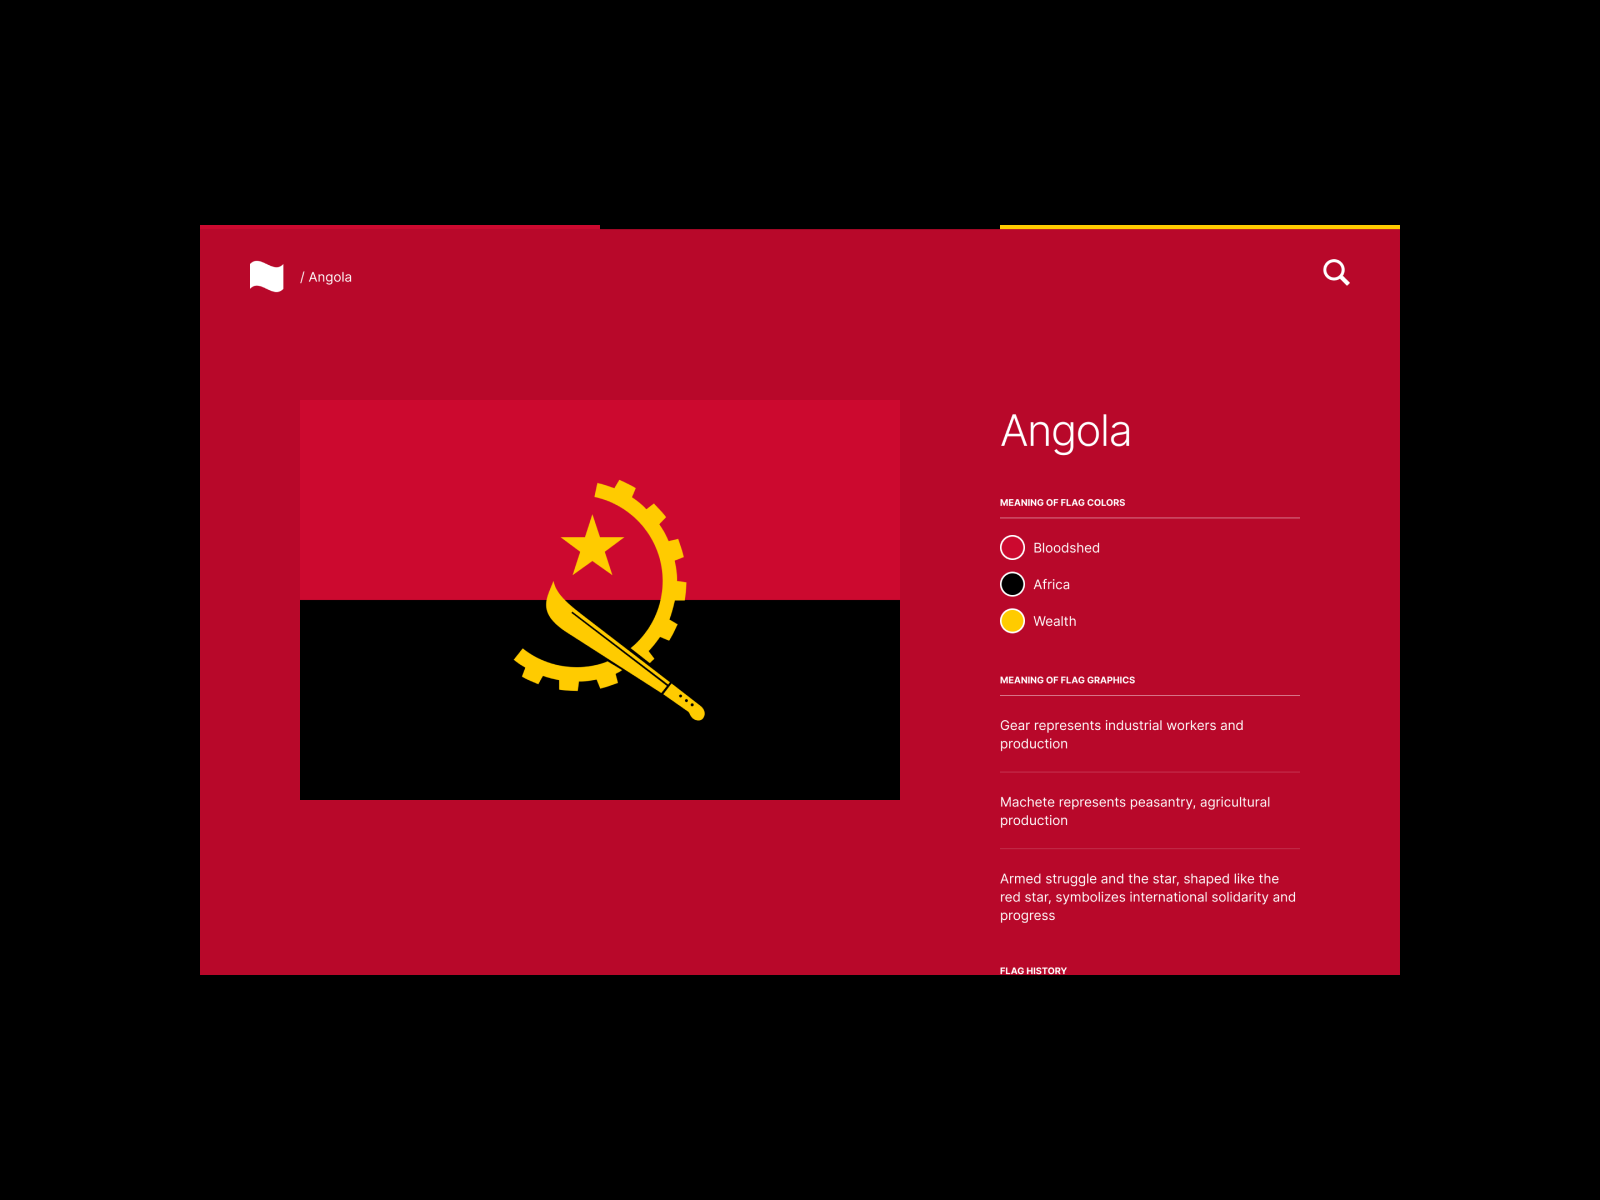 / Angola
Angola
MEANING OF FLAG COLORS
Bloodshed
Africa
Wealth
MEANING OF FLAG GRAPHICS
Gear represents industrial workers and
production
Machete represents peasantry, agricultural
production
Armed struggle and the star, shaped like the
red star, symbolizes international solidarity and
progress
FLAG HISTORY